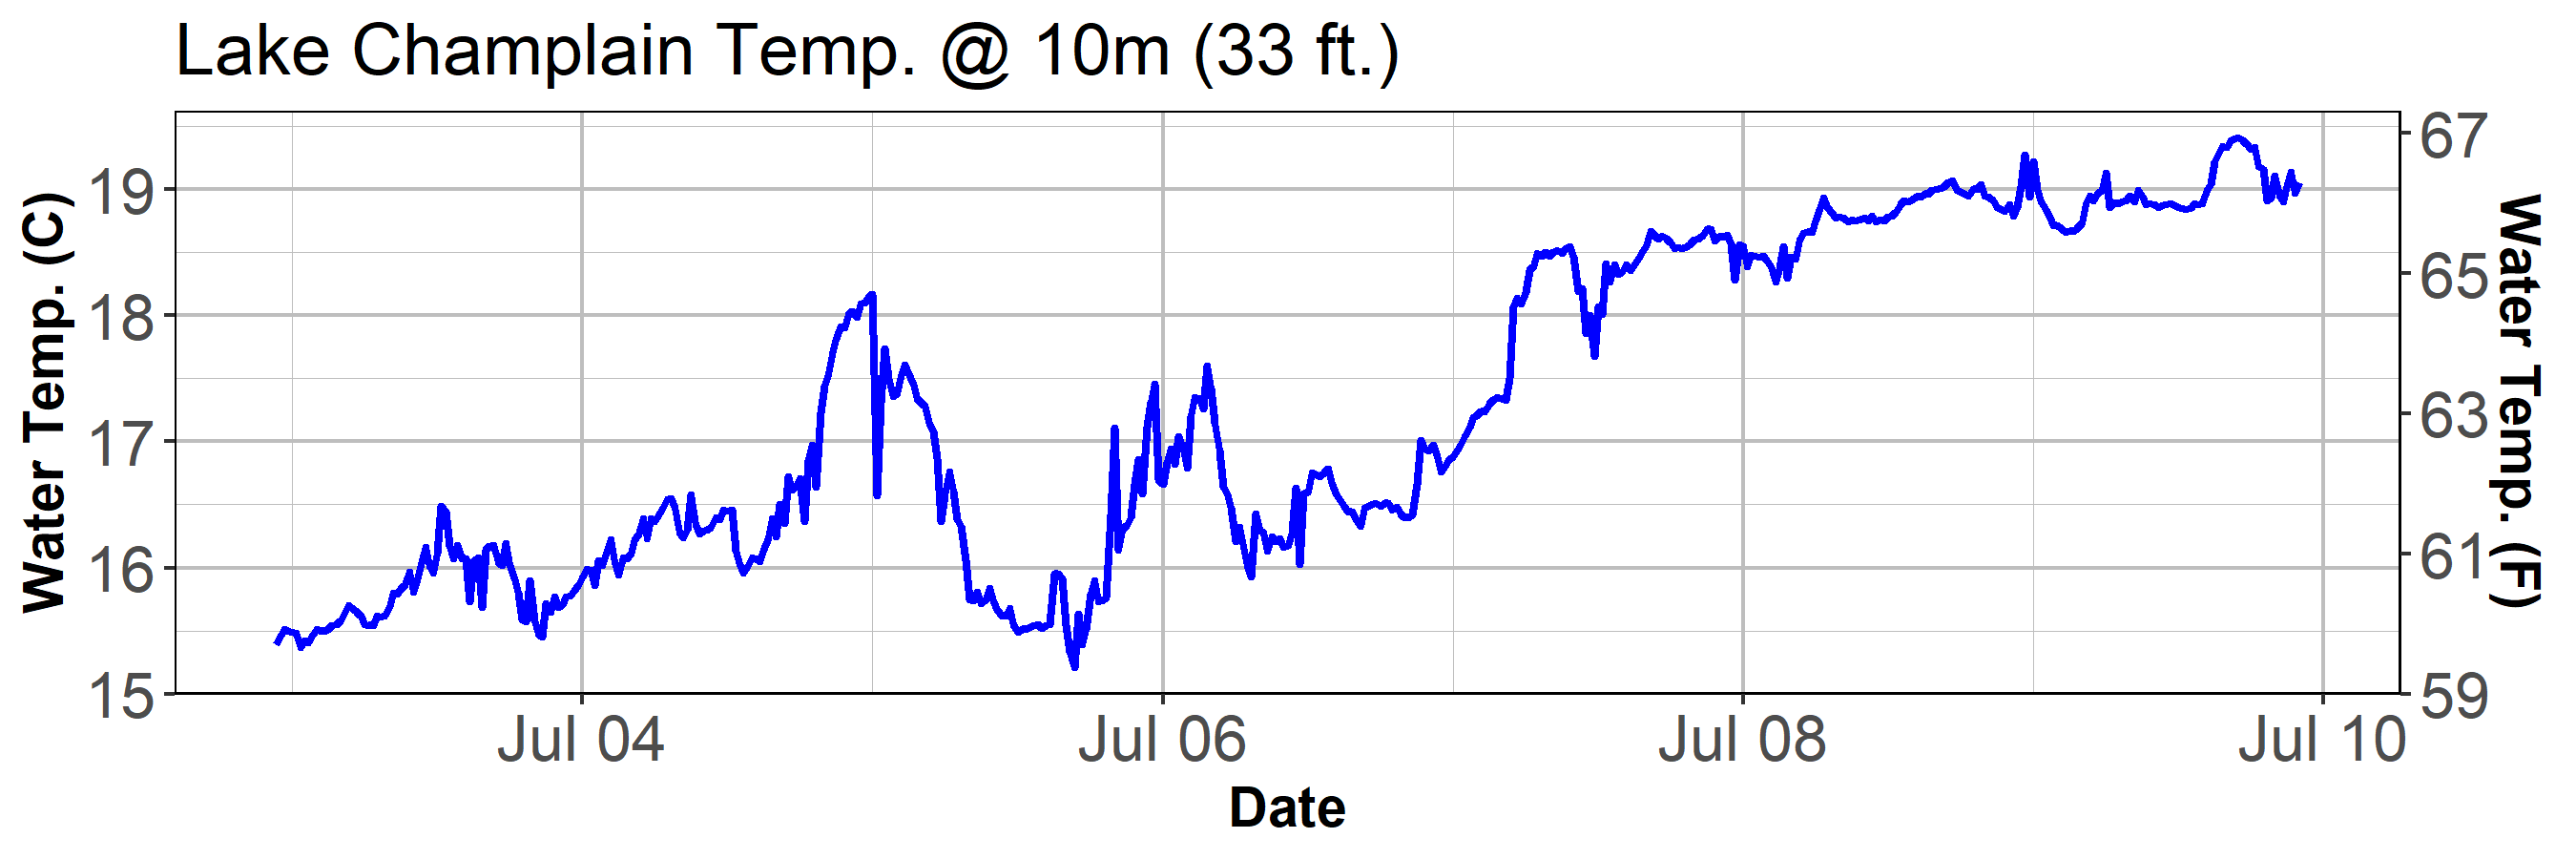 Lake Champlain Temp. @ 10m (33 ft.)
Water Temp. (C)
19
18
17
16
15
67
65
63
61
59
Water Temp. (F)
Jul 04 Jul 06 Jul 08 Jul 10
Date